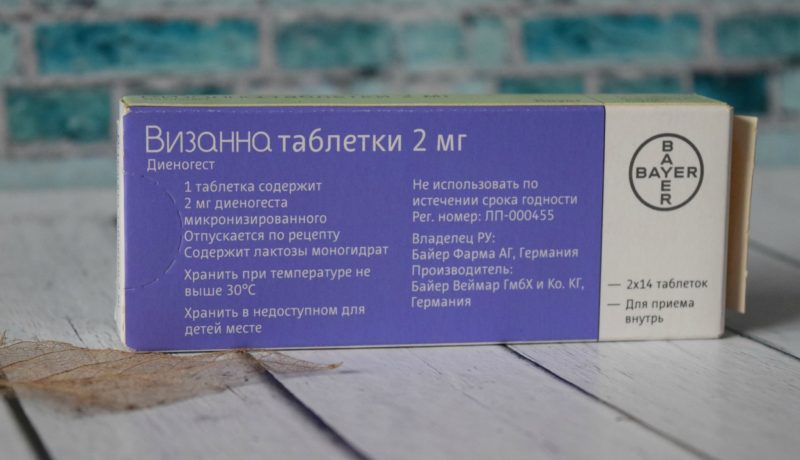 Визанна таблетки 2 мг
Диеногест
1 таблетка содержит
2 мг диеногеста
микронизированного
Отпускается по рецепту
Содержит лактозы моногидрат
Хранить при температуре не
выше 30°С
Хранить в недоступном для
детей месте
Не использовать по
истечении срока годности
Рег. номер: ЛП-000455
Владелец РУ:
Байер Фарма АГ, Германия
Производитель:
Байер Веймар ГмбХ и Ко. КГ,
Германия
BAYER
BAYER
— 2x14 таблеток
— Для приема
внутрь